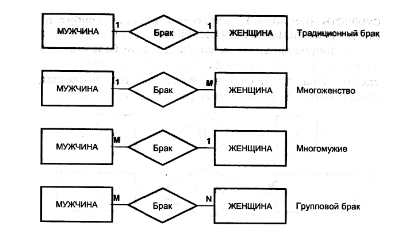 МУЖЧИНА 1 Брак 1 ЖЕНЩИНА Традиционный брак
МУЖЧИНА 1 Брак М ЖЕНЩИНА Многоженство
МУЖЧИНА М Брак 1 ЖЕНЩИНА Многомужие
МУЖЧИНА М Брак N ЖЕНЩИНА Групповой брак